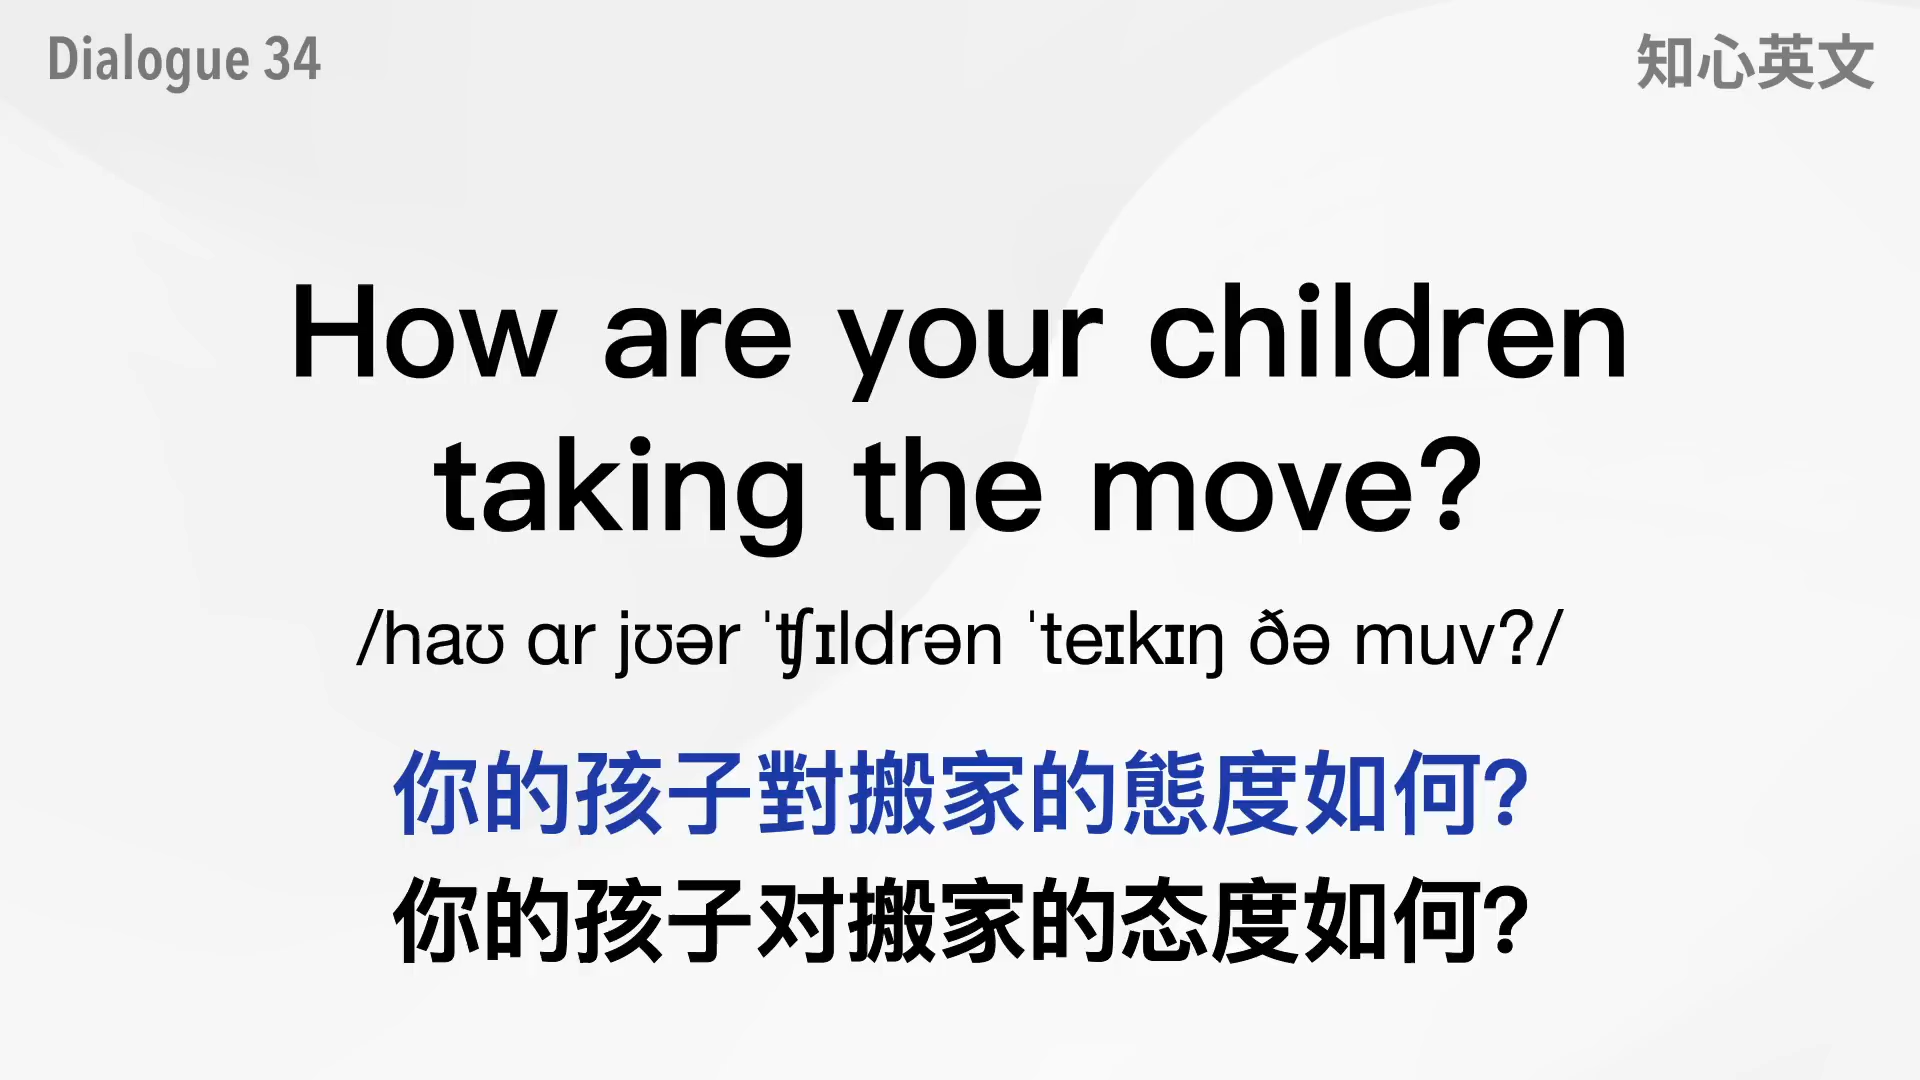 Dialogue 34
知心英文
How are your children
taking the move?
/haʊ ɑr jʊər ˈʧɪldrən ˈteɪkɪŋ ðə muv?/
你的孩子對搬家的態度如何?
你的孩子对搬家的态度如何?